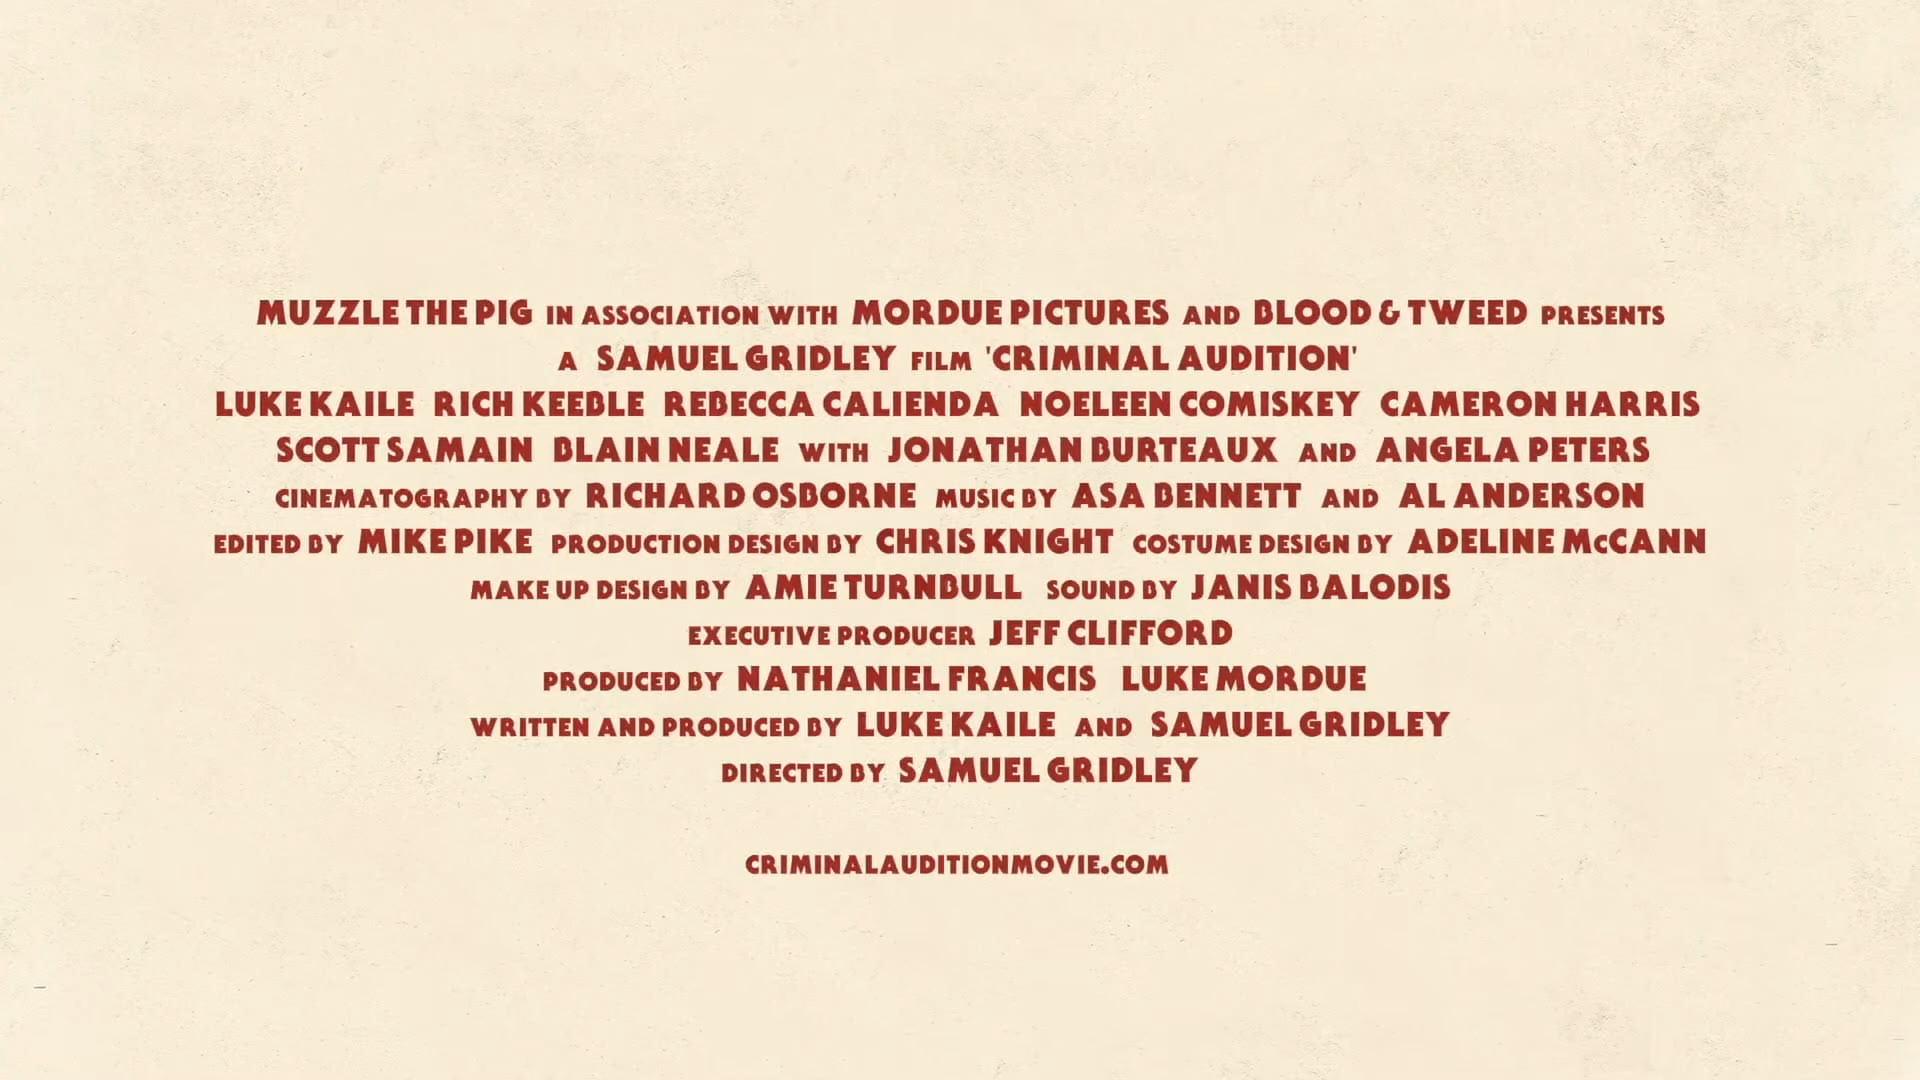 MUZZLE THE PIG IN ASSOCIATION WITH MORDUE PICTURES AND BLOOD & TWEED PRESENTS
A SAMUEL GRIDLEY FILM 'CRIMINAL AUDITION'
LUKE KAILE RICH KEEBLE REBECCA CALIENDA NOELEEN COMISKEY CAMERON HARRIS
SCOTT SAMAIN BLAIN NEALE WITH JONATHAN BURTEAUX AND ANGELA PETERS
CINEMATOGRAPHY BY RICHARD OSBORNE MUSIC BY ASA BENNETT AND AL ANDERSON
EDITED BY MIKE PIKE PRODUCTION DESIGN BY CHRIS KNIGHT COSTUME DESIGN BY ADELINE McCANN
MAKE UP DESIGN BY AMIE TURNBULL SOUND BY JANIS BALODIS
EXECUTIVE PRODUCER JEFF CLIFFORD
PRODUCED BY NATHANIEL FRANCIS LUKE MORDUE
WRITTEN AND PRODUCED BY LUKE KAILE AND SAMUEL GRIDLEY
DIRECTED BY SAMUEL GRIDLEY
CRIMINALAUDITIONMOVIE.COM